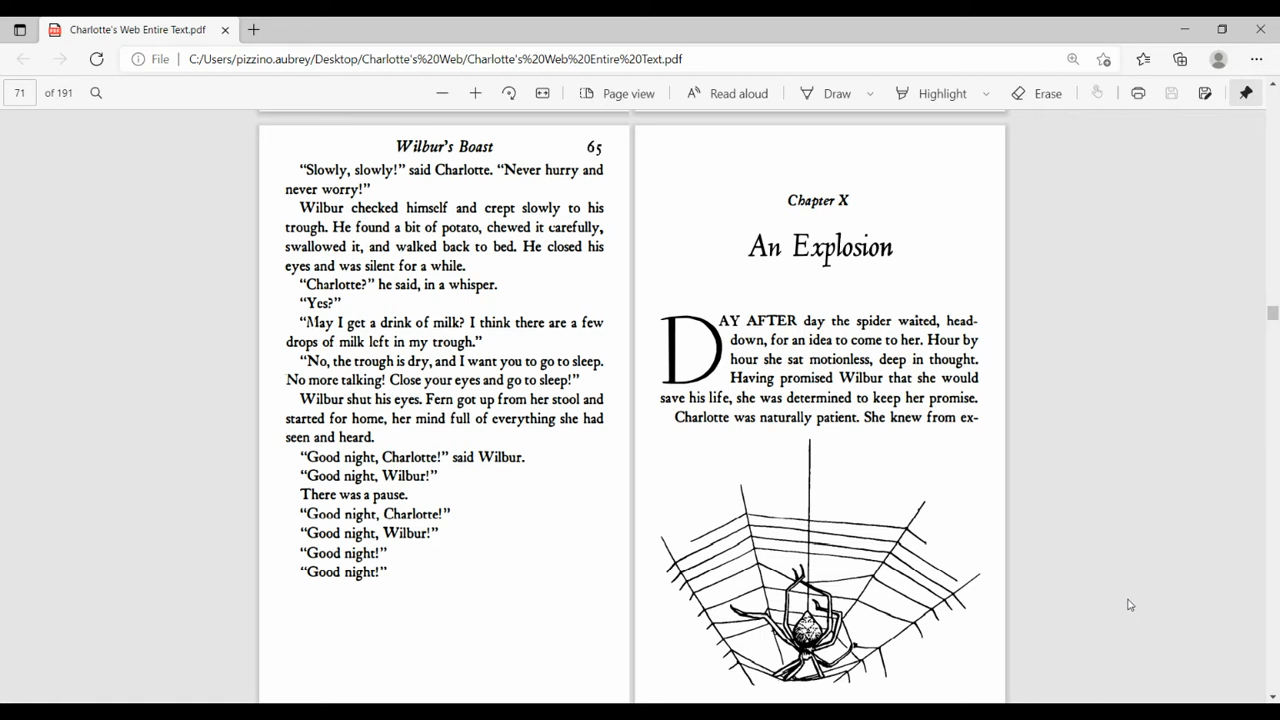 Charlotte's Web Entire Text.pdf
File
C:/Users/pizzino.aubrey/Desktop/Charlotte's%20Web/Charlotte's%20Web%20Entire%20Text.pdf
71 of 191
Page view
Read aloud
Draw
Highlight
Erase
Wilbur's Boast 65
“Slowly, slowly!” said Charlotte. “Never hurry and
never worry!”
Wilbur checked himself and crept slowly to his
trough. He found a bit of potato, chewed it carefully,
swallowed it, and walked back to bed. He closed his
eyes and was silent for a while.
“Charlotte?” he said, in a whisper.
“Yes?”
“May I get a drink of milk? I think there are a few
drops of milk left in my trough.”
“No, the trough is dry, and I want you to go to sleep.
No more talking! Close your eyes and go to sleep!”
Wilbur shut his eyes. Fern got up from her stool and
started for home, her mind full of everything she had
seen and heard.
“Good night, Charlotte!” said Wilbur.
“Good night, Wilbur!”
There was a pause.
“Good night, Charlotte!”
“Good night, Wilbur!”
“Good night!”
“Good night!”
Chapter X
An Explosion
DAY AFTER day the spider waited, head-
down, for an idea to come to her. Hour by
hour she sat motionless, deep in thought.
Having promised Wilbur that she would
save his life, she was determined to keep her promise.
Charlotte was naturally patient. She knew from ex-